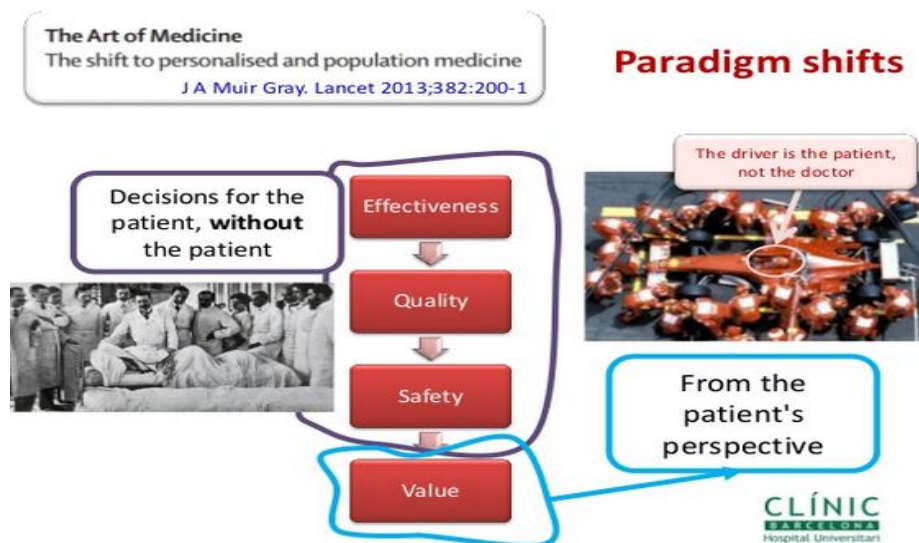 The Art of Medicine
The shift to personalised and population medicine
J A Muir Gray. Lancet 2013;382:200-1
Paradigm shifts
The driver is the patient,
not the doctor
Decisions for the
patient, without
the patient
Effectiveness
Quality
Safety
Value
From the
patient's
perspective
CLÍNIC
BARCELONA
Hospital Universitari